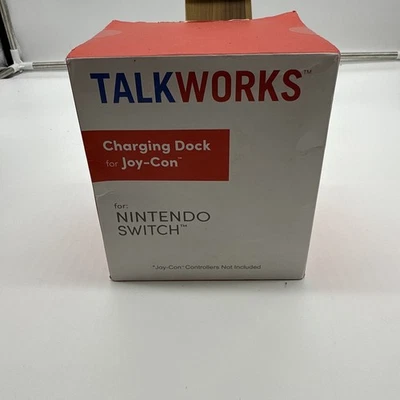 TALKWORKS™
Charging Dock
for Joy-Con™
for:
NINTENDO
SWITCH™
*Joy-Con™ Controllers Not Included